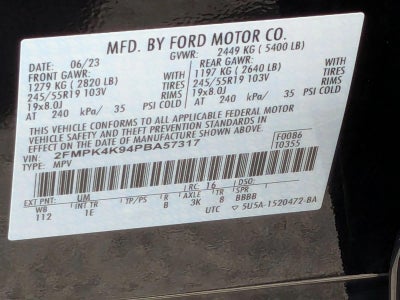 MFD. BY FORD MOTOR CO.
DATE: 06/23 GVWR: 2449 KG ( 5400 LB)
FRONT GAWR: REAR GAWR:
1279 KG ( 2820 LB) WITH 1197 KG ( 2640 LB) WITH
245/55R19 103V TIRES 245/55R19 103V TIRES
19x8.0J RIMS 19x8.0J RIMS
AT 240 kPa/ 35 PSI COLD AT 240 kPa/ 35 PSI COLD
THIS VEHICLE CONFORMS TO ALL APPLICABLE FEDERAL MOTOR
VEHICLE SAFETY AND THEFT PREVENTION STANDARDS IN
EFFECT ON THE DATE OF MANUFACTURE SHOWN ABOVE.
VIN: 2FMPK4K94PBA57317 F0086
TYPE: MPV T0355
EXT PNT: UM RC: 16 DSO:
WB INT TR TP/PS R AXLE TR SPR
112 1E B 3K 8 BBBB
UTC 5U5A-1520472-BA